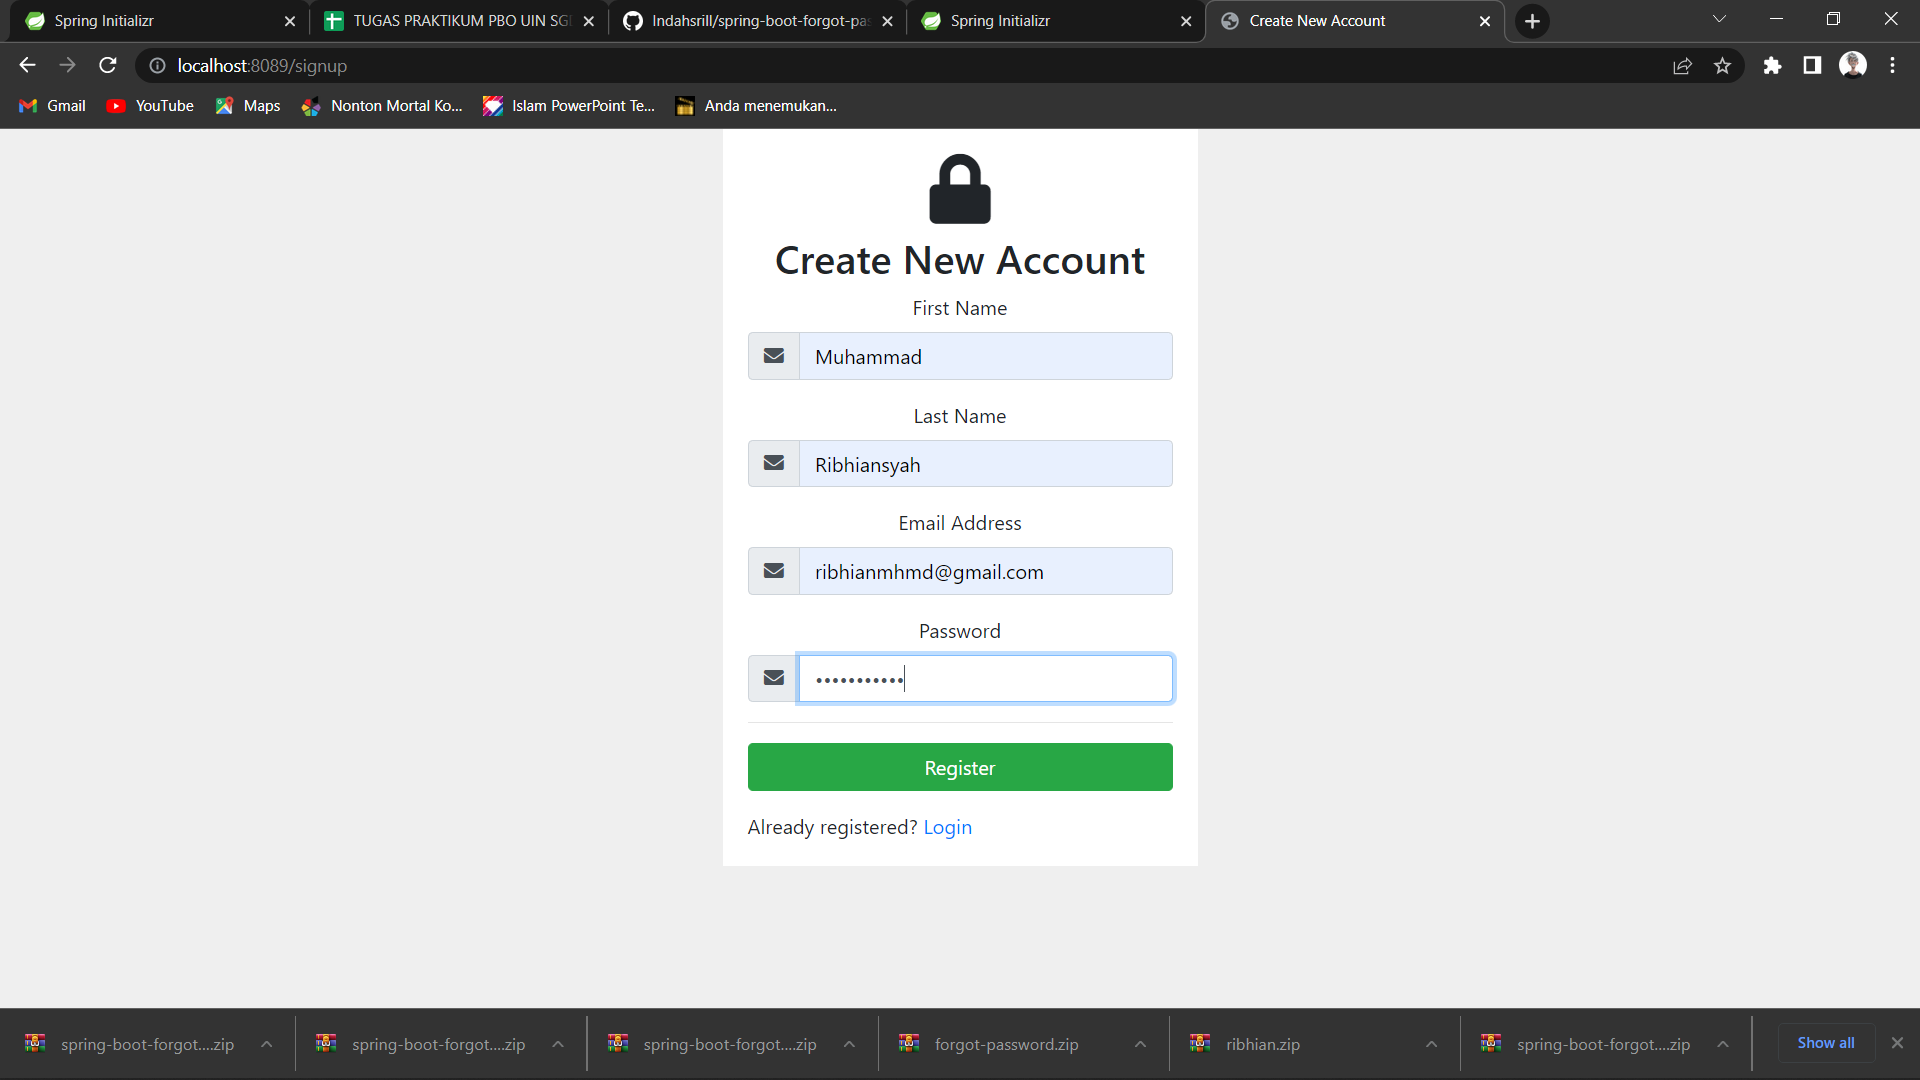 Spring Initializr
TUGAS PRAKTIKUM PBO UIN SG
Indahsrill/spring-boot-forgot-pa
Spring Initializr
Create New Account
localhost:8089/signup
Gmail
YouTube
Maps
Nonton Mortal Ko...
Islam PowerPoint Te...
Anda menemukan...
Create New Account
First Name
Muhammad
Last Name
Ribhiansyah
Email Address
ribhianmhmd@gmail.com
Password
•••••••••••
Register
Already registered? Login
spring-boot-forgot....zip
spring-boot-forgot....zip
spring-boot-forgot....zip
forgot-password.zip
ribhian.zip
spring-boot-forgot....zip
Show all